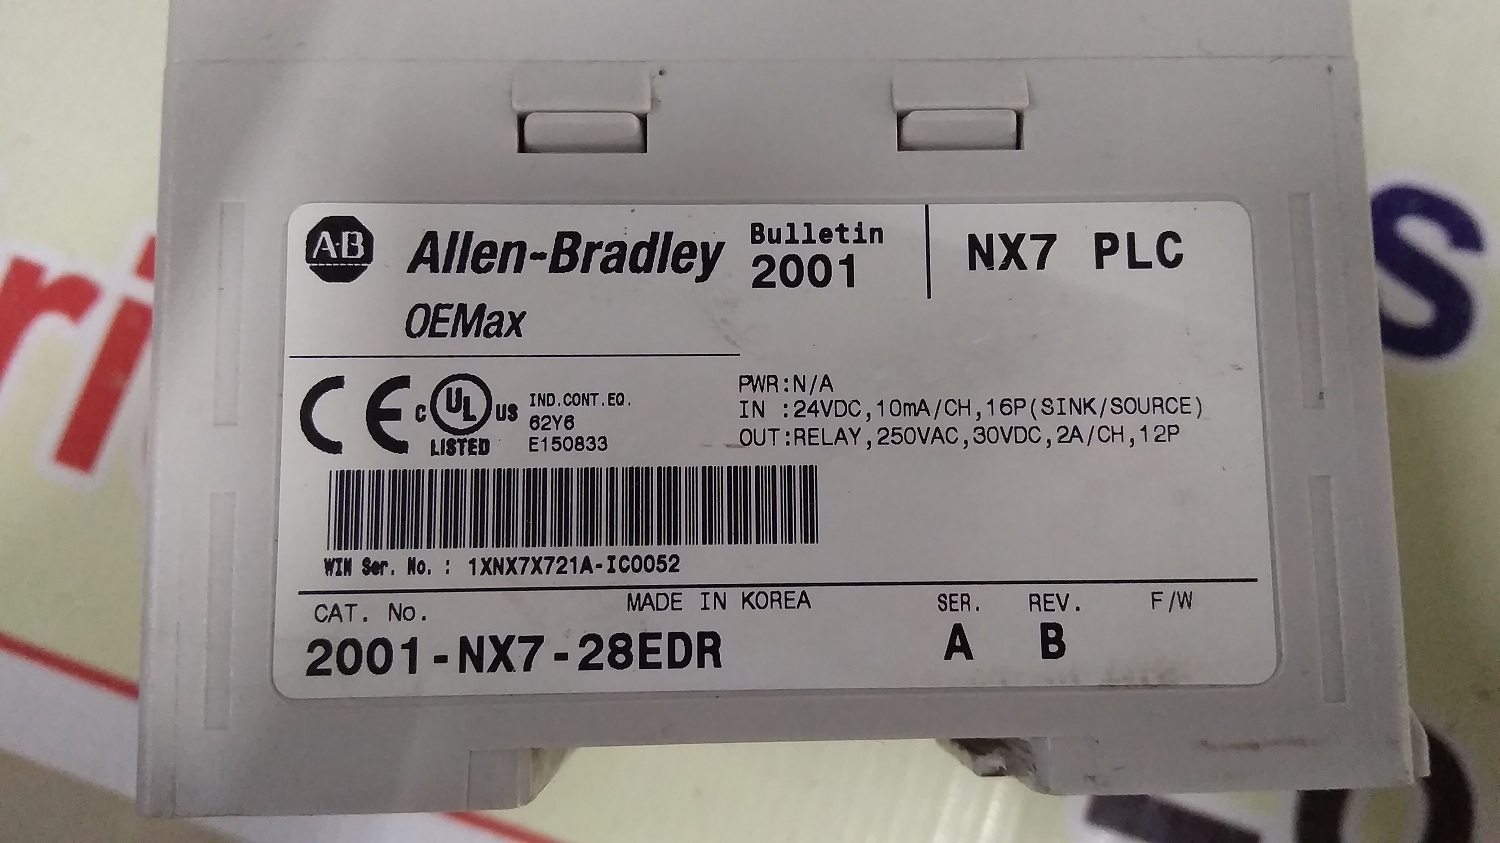 A·B Allen-Bradley Bulletin 2001 NX7 PLC
OEMax
CE C UL US LISTED
IND.CONT.EQ.
62Y6
E150833
PWR:N/A
IN :24VDC,10mA/CH,16P(SINK/SOURCE)
OUT:RELAY,250VAC,30VDC,2A/CH,12P
WIN Ser. No. : 1XNX7X721A-IC0052
CAT. No. MADE IN KOREA SER. REV. F/W
2001-NX7-28EDR A B